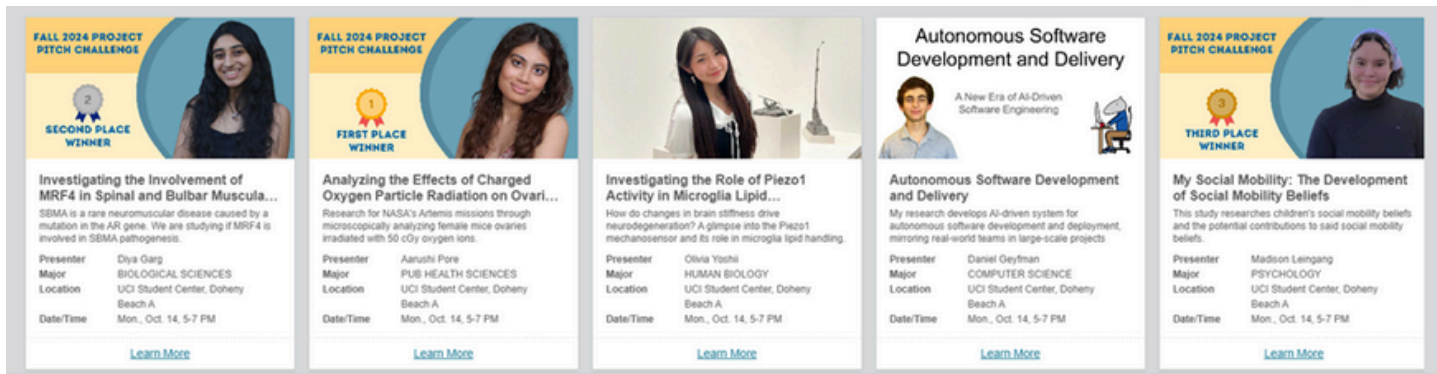 FALL 2024 PROJECT
PITCH CHALLENGE
2
SECOND PLACE
WINNER
Investigating the Involvement of
MRF4 in Spinal and Bulbar Muscula...
SBMA is a rare neuromuscular disease caused by a
mutation in the AR gene. We are studying if MRF4 is
involved in SBMA pathogenesis.
Presenter Diya Garg
Major BIOLOGICAL SCIENCES
Location UCI Student Center, Doheny
Beach A
Date/Time Mon., Oct. 14, 5-7 PM
Learn More
FALL 2024 PROJECT
PITCH CHALLENGE
1
FIRST PLACE
WINNER
Analyzing the Effects of Charged
Oxygen Particle Radiation on Ovari...
Research for NASA's Artemis missions through
microscopically analyzing female mice ovaries
irradiated with 50 cGy oxygen ions.
Presenter Aarushi Pore
Major PUB HEALTH SCIENCES
Location UCI Student Center, Doheny
Beach A
Date/Time Mon., Oct. 14, 5-7 PM
Learn More
Investigating the Role of Piezo1
Activity in Microglia Lipid...
How do changes in brain stiffness drive
neurodegeneration? A glimpse into the Piezo1
mechanosensor and its role in microglia lipid handling.
Presenter Olivia Yoshii
Major HUMAN BIOLOGY
Location UCI Student Center, Doheny
Beach A
Date/Time Mon., Oct. 14, 5-7 PM
Learn More
Autonomous Software
Development and Delivery
A New Era of AI-Driven
Software Engineering
Autonomous Software Development
and Delivery
My research develops AI-driven system for
autonomous software development and deployment,
mirroring real-world teams in large-scale projects
Presenter Daniel Geyfman
Major COMPUTER SCIENCE
Location UCI Student Center, Doheny
Beach A
Date/Time Mon., Oct. 14, 5-7 PM
Learn More
FALL 2024 PROJECT
PITCH CHALLENGE
3
THIRD PLACE
WINNER
My Social Mobility: The Development
of Social Mobility Beliefs
This study researches children's social mobility beliefs
and the potential contributions to said social mobility
beliefs.
Presenter Madison Leingang
Major PSYCHOLOGY
Location UCI Student Center, Doheny
Beach A
Date/Time Mon., Oct. 14, 5-7 PM
Learn More